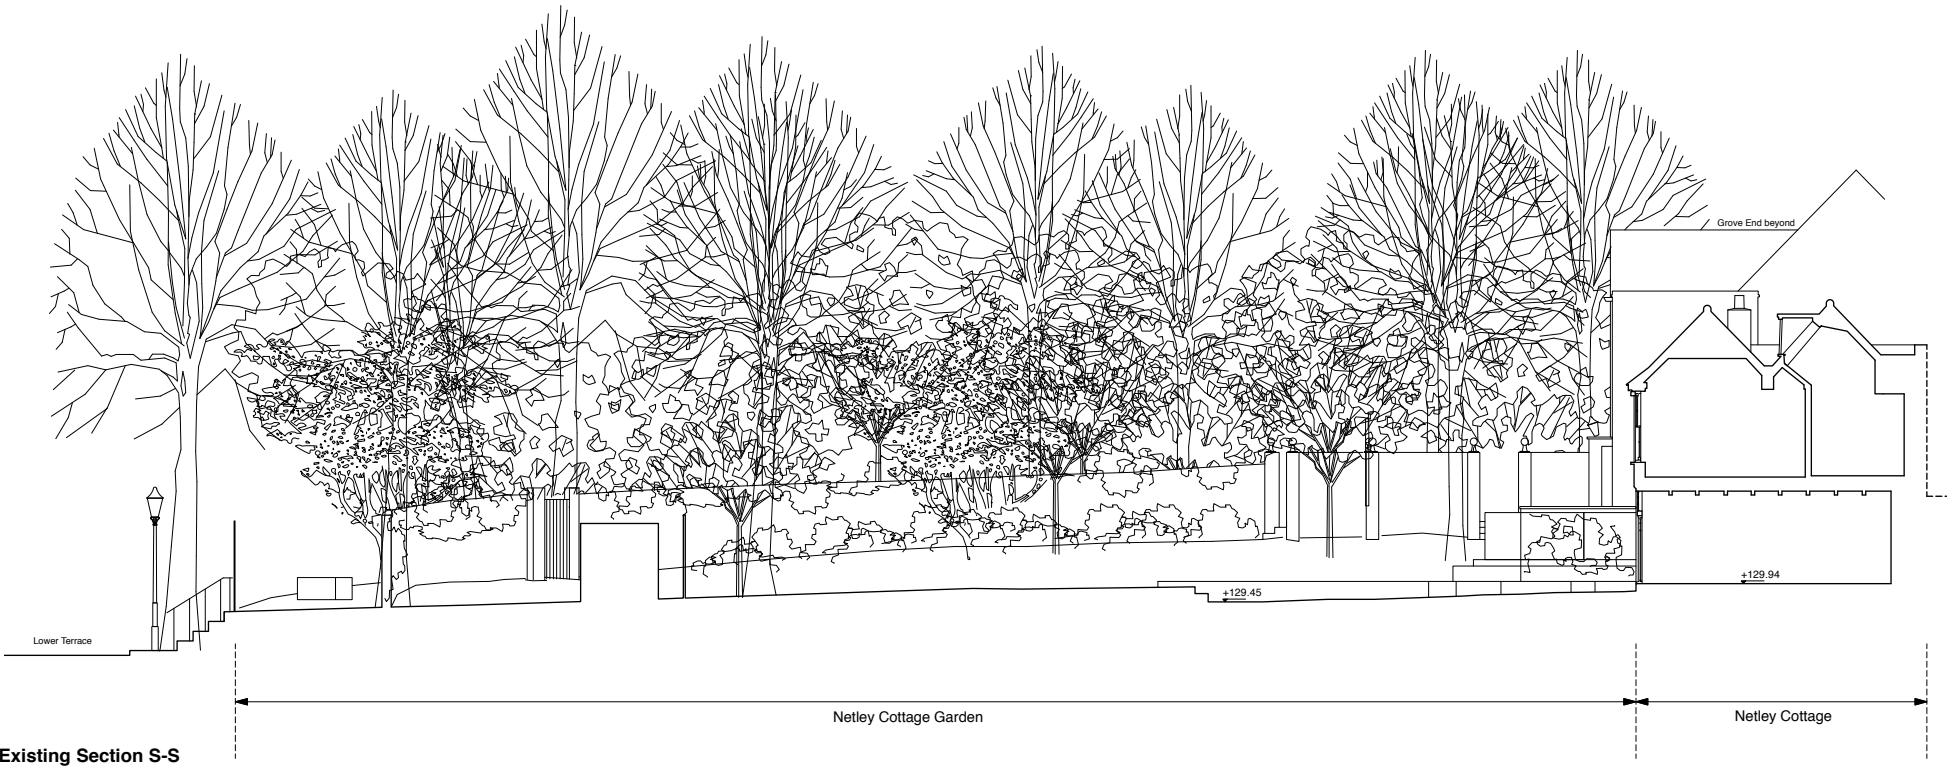 Grove End beyond
+129.94
+129.45
Lower Terrace
Netley Cottage Garden
Netley Cottage
Existing Section S-S